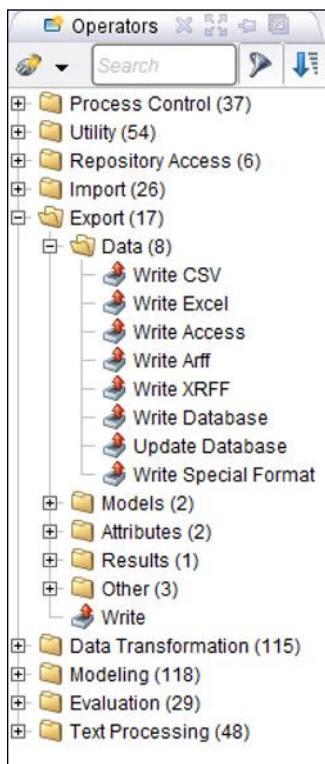 Operators
Search
Process Control (37)
Utility (54)
Repository Access (6)
Import (26)
Export (17)
Data (8)
Write CSV
Write Excel
Write Access
Write Arff
Write XRFF
Write Database
Update Database
Write Special Format
Models (2)
Attributes (2)
Results (1)
Other (3)
Write
Data Transformation (115)
Modeling (118)
Evaluation (29)
Text Processing (48)